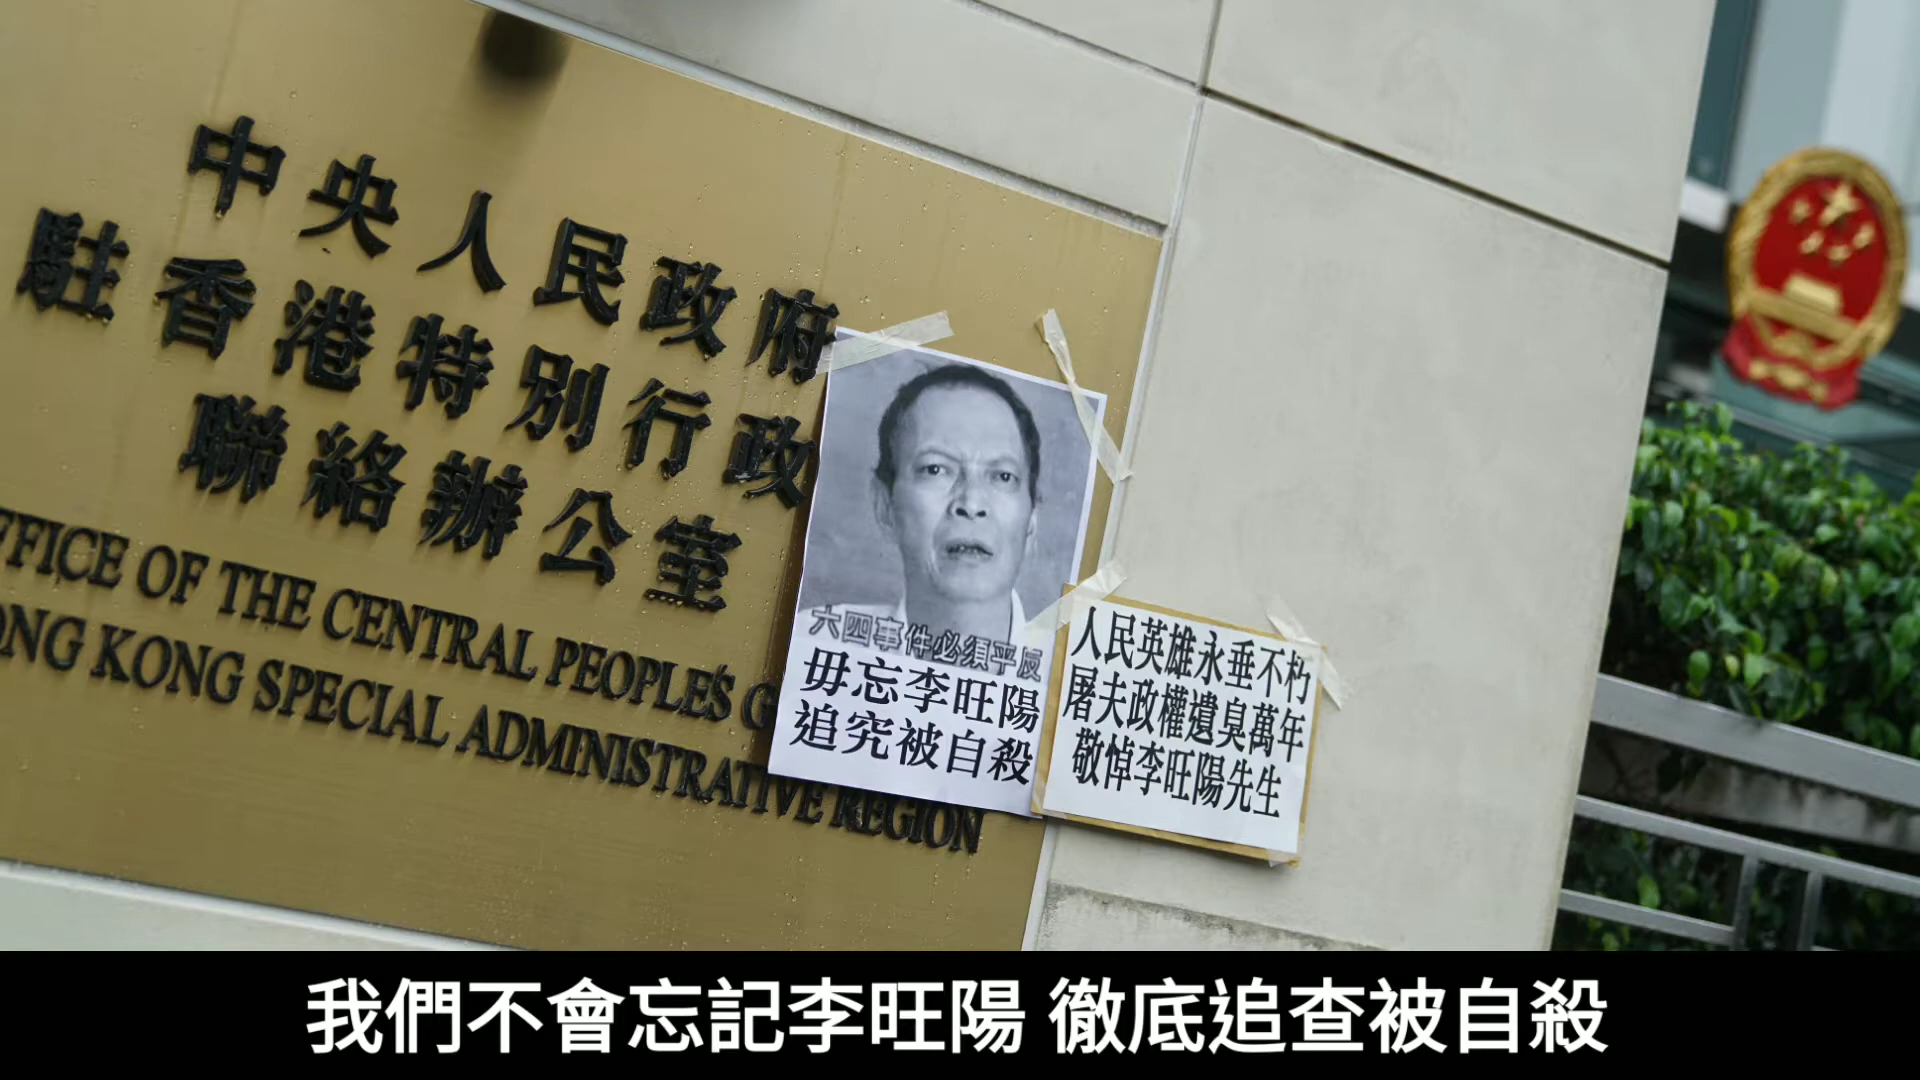 中央人民政府
駐香港特別行政
聯絡辦公室
FFICE OF THE CENTRAL PEOPLE'S G
ONG KONG SPECIAL ADMINISTRATIVE REGION
六四事件必須平反
毋忘李旺陽
追究被自殺
人民英雄永垂不朽
屠夫政權遺臭萬年
敬悼李旺陽先生
我們不會忘記李旺陽 徹底追查被自殺